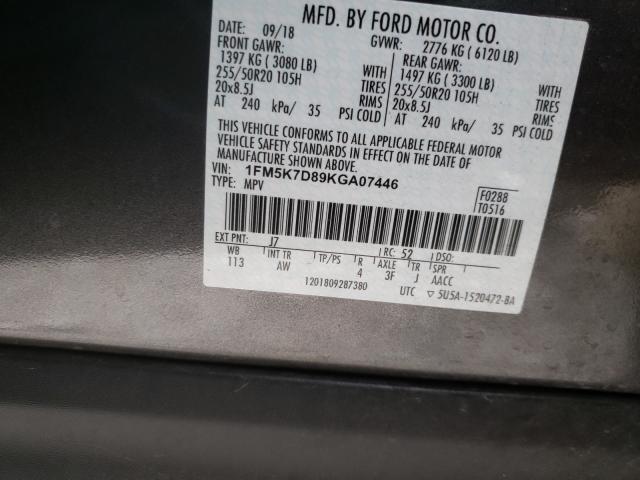 MFD. BY FORD MOTOR CO.
DATE: 09/18 GVWR: 2776 KG ( 6120 LB)
FRONT GAWR: REAR GAWR:
1397 KG ( 3080 LB) WITH 1497 KG ( 3300 LB) WITH
255/50R20 105H TIRES 255/50R20 105H TIRES
20x8.5J RIMS 20x8.5J RIMS
AT 240 kPa/ 35 PSI COLD AT 240 kPa/ 35 PSI COLD
THIS VEHICLE CONFORMS TO ALL APPLICABLE FEDERAL MOTOR
VEHICLE SAFETY STANDARDS IN EFFECT ON THE DATE OF
MANUFACTURE SHOWN ABOVE.
VIN: 1FM5K7D89KGA07446
TYPE: MPV
F0288
T0516
EXT PNT: J7 RC: 52 DSO:
WB INT TR TP/PS R AXLE TR SPR
113 AW 4 3F J AACC
1201809287380 UTC ▽ 5U5A-1520472-BA